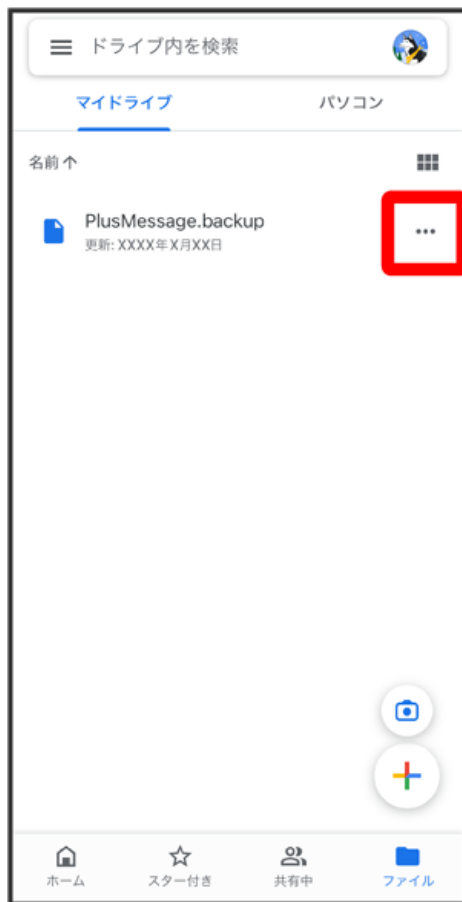 ドライブ内を検索
マイドライブ パソコン
名前
PlusMessage.backup
更新: XXXX年X月XX日
ホーム スター付き 共有中 ファイル